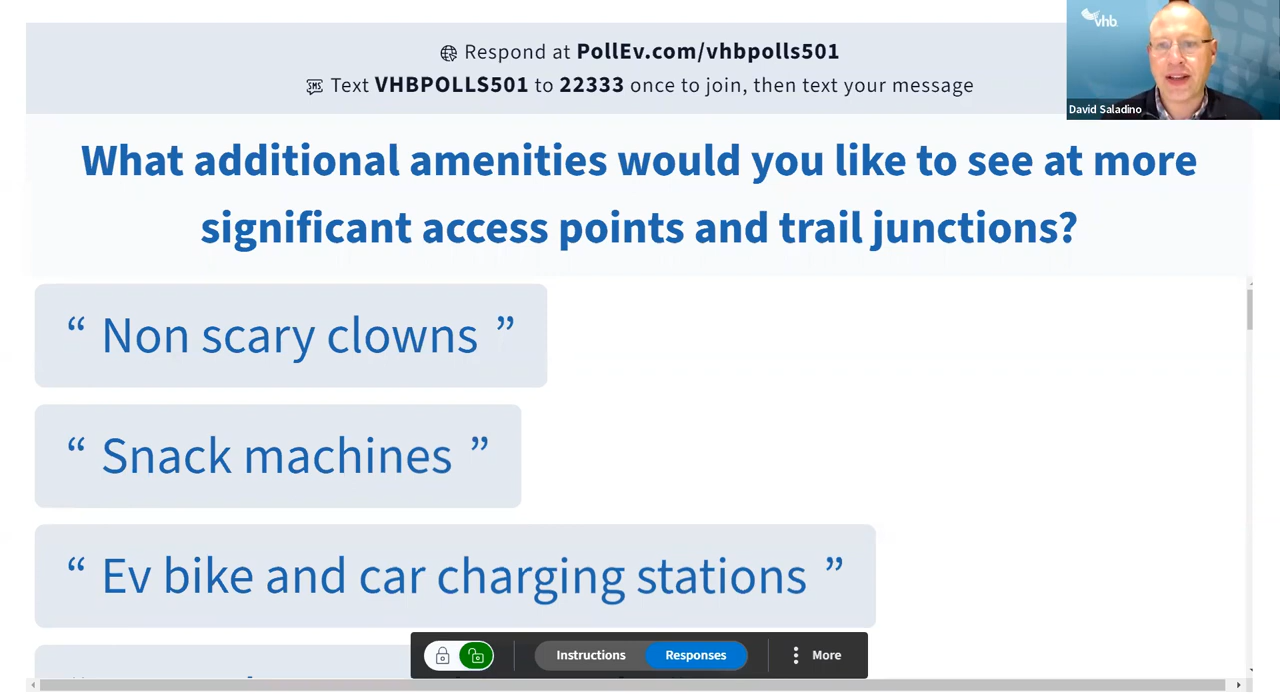 Respond at PollEv.com/vhbpolls501
SMS Text VHBPOLLS501 to 22333 once to join, then text your message
vhb
David Saladino
What additional amenities would you like to see at more
significant access points and trail junctions?
“ Non scary clowns ”
“ Snack machines ”
“ Ev bike and car charging stations ”
Instructions Responses More